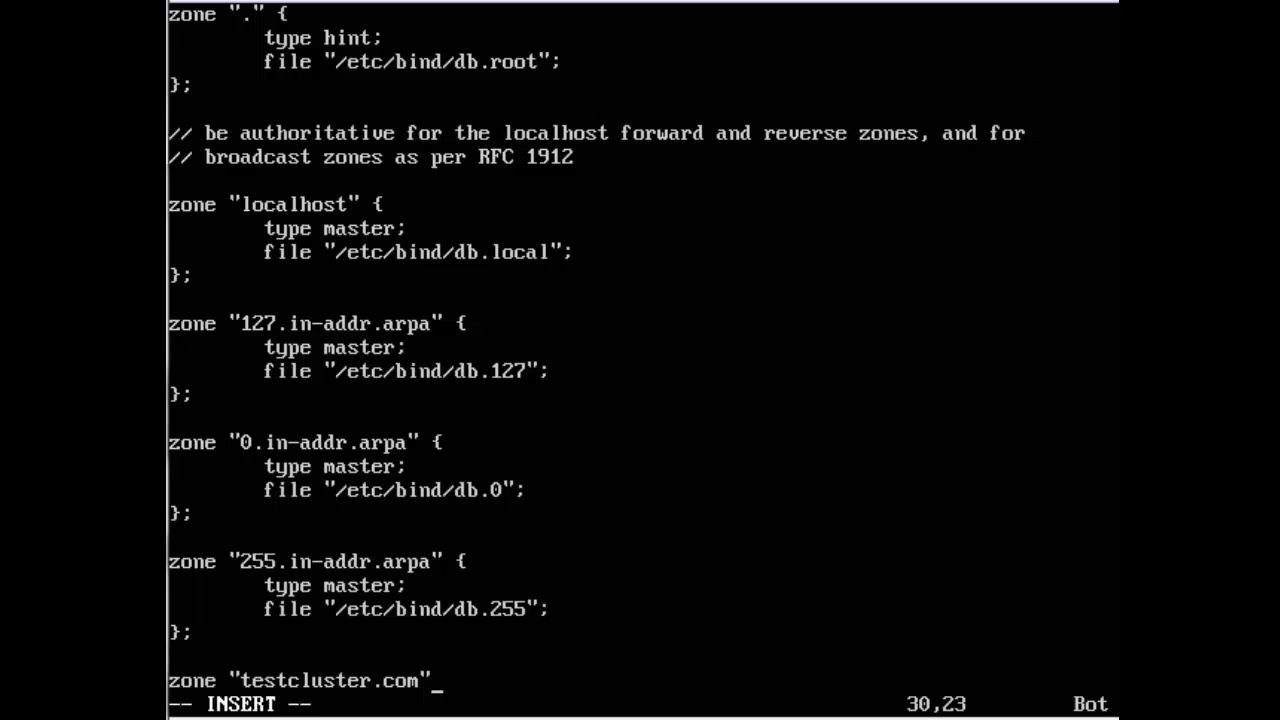 zone "." {
        type hint;
        file "/etc/bind/db.root";
};

// be authoritative for the localhost forward and reverse zones, and for
// broadcast zones as per RFC 1912

zone "localhost" {
        type master;
        file "/etc/bind/db.local";
};

zone "127.in-addr.arpa" {
        type master;
        file "/etc/bind/db.127";
};

zone "0.in-addr.arpa" {
        type master;
        file "/etc/bind/db.0";
};

zone "255.in-addr.arpa" {
        type master;
        file "/etc/bind/db.255";
};

zone "testcluster.com"_
-- INSERT --                                                  30,23         Bot